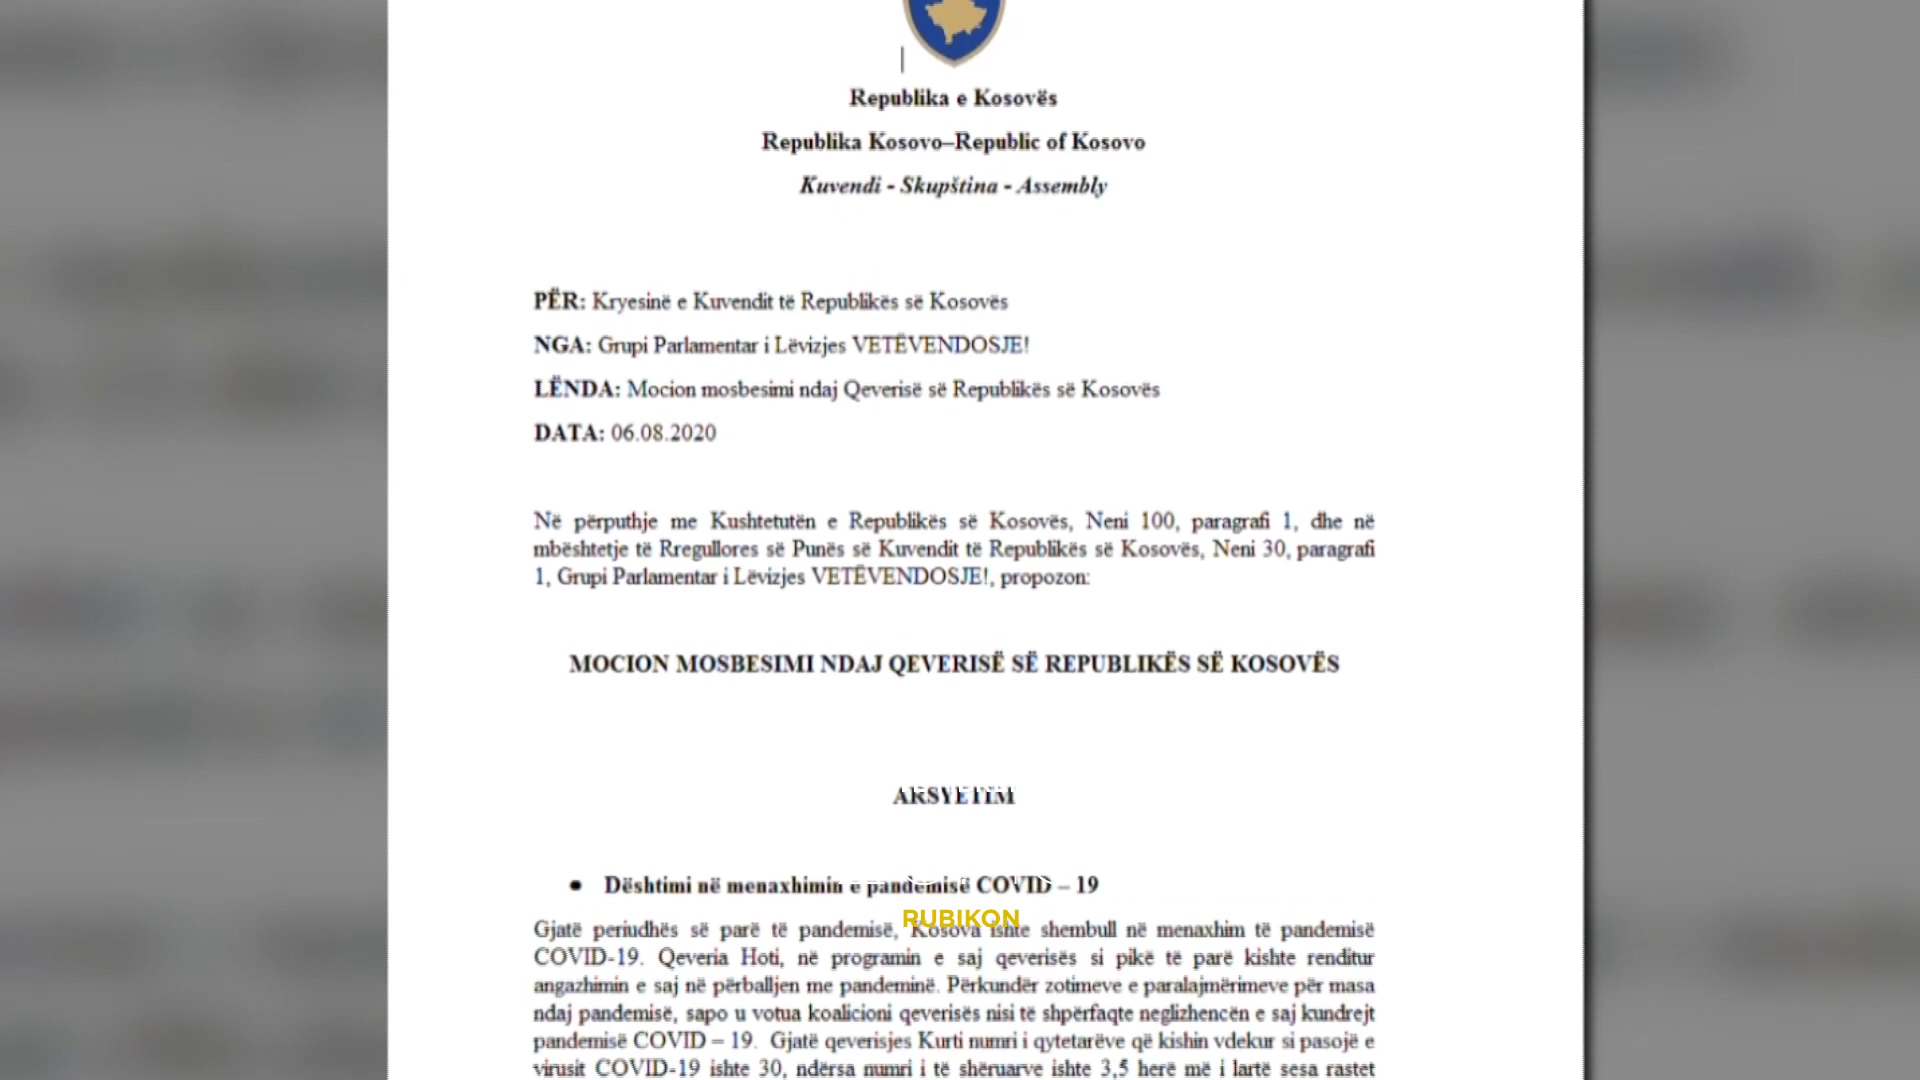 Republika e Kosovës
Republika Kosovo–Republic of Kosovo
Kuvendi - Skupština - Assembly
PËR: Kryesinë e Kuvendit të Republikës së Kosovës
NGA: Grupi Parlamentar i Lëvizjes VETËVENDOSJE!
LËNDA: Mocion mosbesimi ndaj Qeverisë së Republikës së Kosovës
DATA: 06.08.2020
Në përputhje me Kushtetutën e Republikës së Kosovës, Neni 100, paragrafi 1, dhe në
mbështetje të Rregullores së Punës së Kuvendit të Republikës së Kosovës, Neni 30, paragrafi
1, Grupi Parlamentar i Lëvizjes VETËVENDOSJE!, propozon:
MOCION MOSBESIMI NDAJ QEVERISË SË REPUBLIKËS SË KOSOVËS
ARSYETIM
• Dështimi në menaxhimin e pandemisë COVID – 19
RUBIKON
Gjatë periudhës së parë të pandemisë, Kosova ishte shembull në menaxhim të pandemisë
COVID-19. Qeveria Hoti, në programin e saj qeverisës si pikë të parë kishte renditur
angazhimin e saj në përballjen me pandeminë. Përkundër zotimeve e paralajmërimeve për masa
ndaj pandemisë, sapo u votua koalicioni qeverisës nisi të shpërfaqte neglizhencën e saj kundrejt
pandemisë COVID – 19. Gjatë qeverisjes Kurti numri i qytetarëve që kishin vdekur si pasojë e
virusit COVID-19 ishte 30, ndërsa numri i të shëruarve ishte 3,5 herë më i lartë sesa rastet